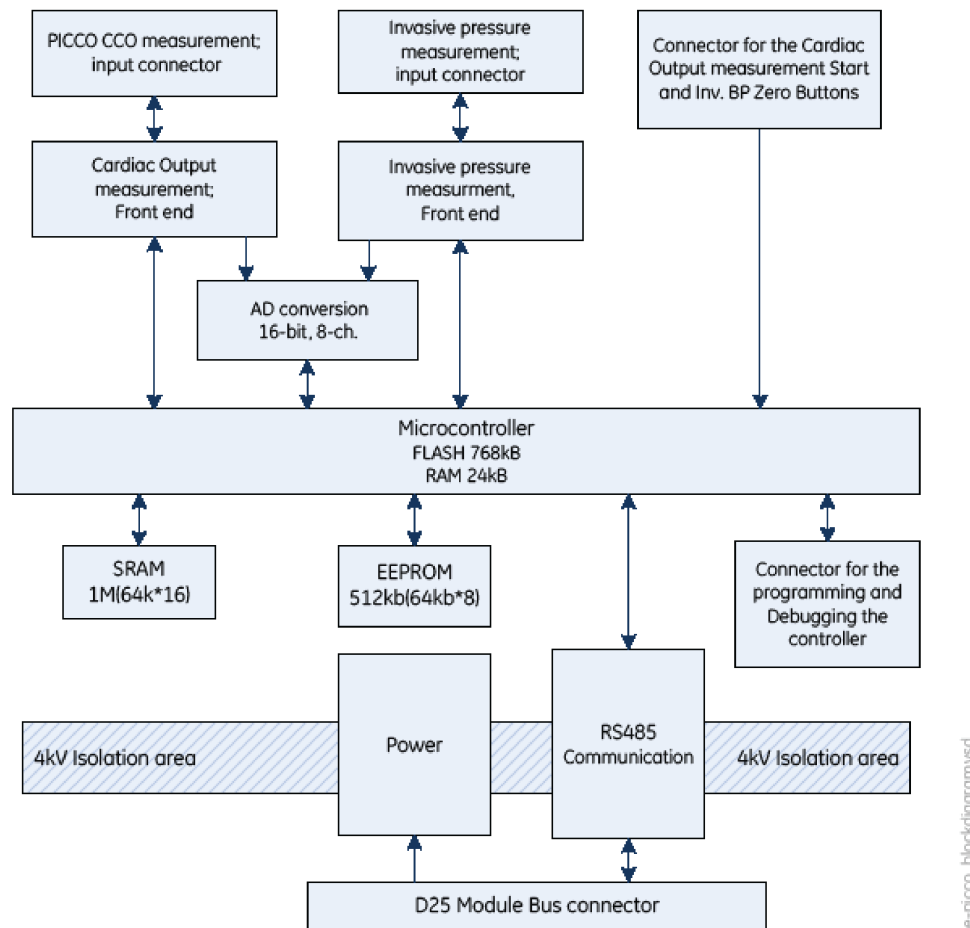 PICCO CCO measurement;
input connector
Invasive pressure
measurement;
input connector
Connector for the Cardiac
Output measurement Start
and Inv. BP Zero Buttons
Cardiac Output
measurement;
Front end
Invasive pressure
measurment,
Front end
AD conversion
16-bit, 8-ch.
Microcontroller
FLASH 768kB
RAM 24kB
SRAM
1M(64k*16)
EEPROM
512kb(64kb*8)
Connector for the
programming and
Debugging the
controller
4kV Isolation area
Power
RS485
Communication
4kV Isolation area
D25 Module Bus connector
e-picco_blockdiagram.vsd